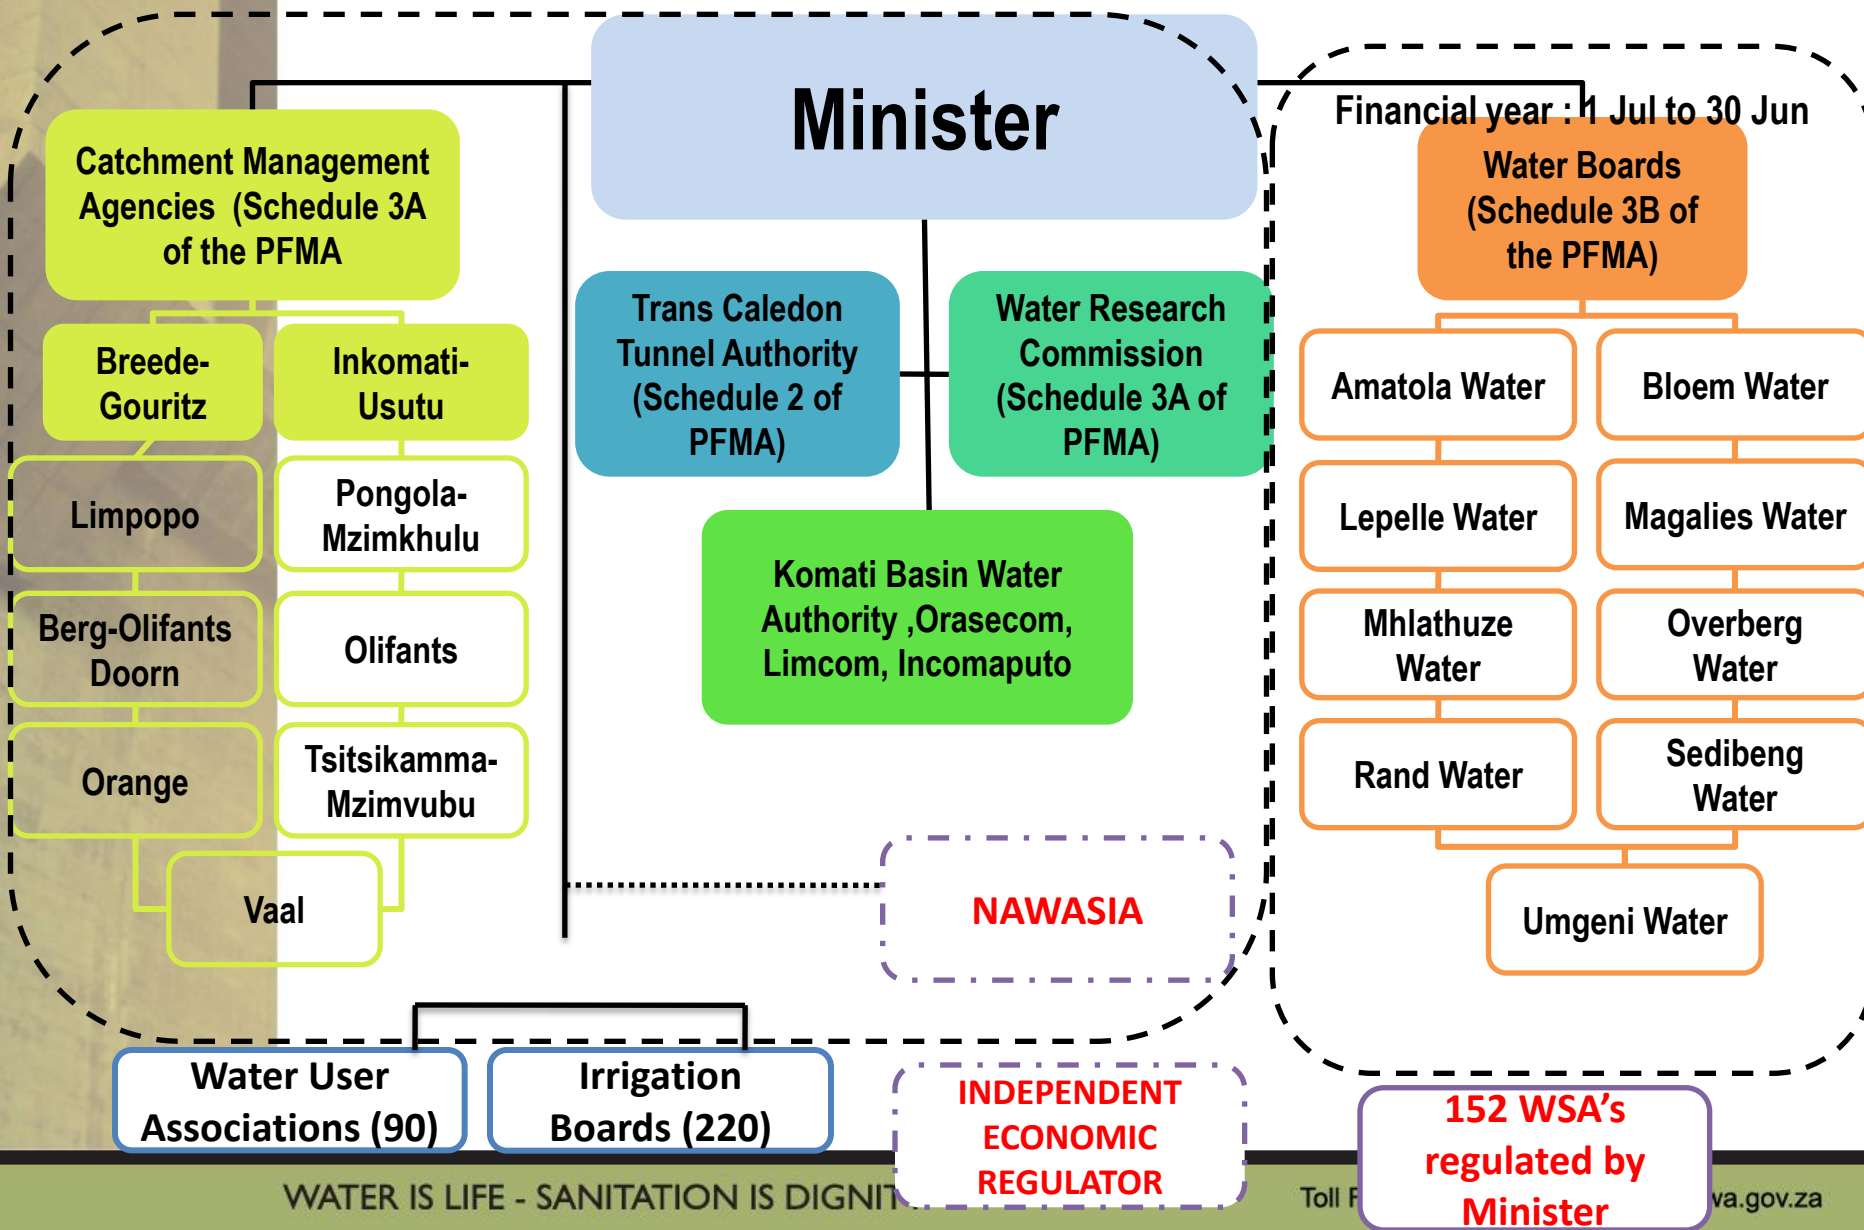 Minister
Financial year : 1 Jul to 30 Jun
Catchment Management
Agencies (Schedule 3A
of the PFMA
Water Boards
(Schedule 3B of
the PFMA)
Trans Caledon
Tunnel Authority
(Schedule 2 of
PFMA)
Water Research
Commission
(Schedule 3A of
PFMA)
Breede-
Gouritz
Inkomati-
Usutu
Limpopo
Pongola-
Mzimkhulu
Berg-Olifants
Doorn
Olifants
Orange
Tsitsikamma-
Mzimvubu
Vaal
Komati Basin Water
Authority ,Orasecom,
Limcom, Incomaputo
Amatola Water
Bloem Water
Lepelle Water
Magalies Water
Mhlathuze
Water
Overberg
Water
Rand Water
Sedibeng
Water
Umgeni Water
NAWASIA
Water User
Associations (90)
Irrigation
Boards (220)
INDEPENDENT
ECONOMIC
REGULATOR
152 WSA's
regulated by
Minister
WATER IS LIFE - SANITATION IS
Toll